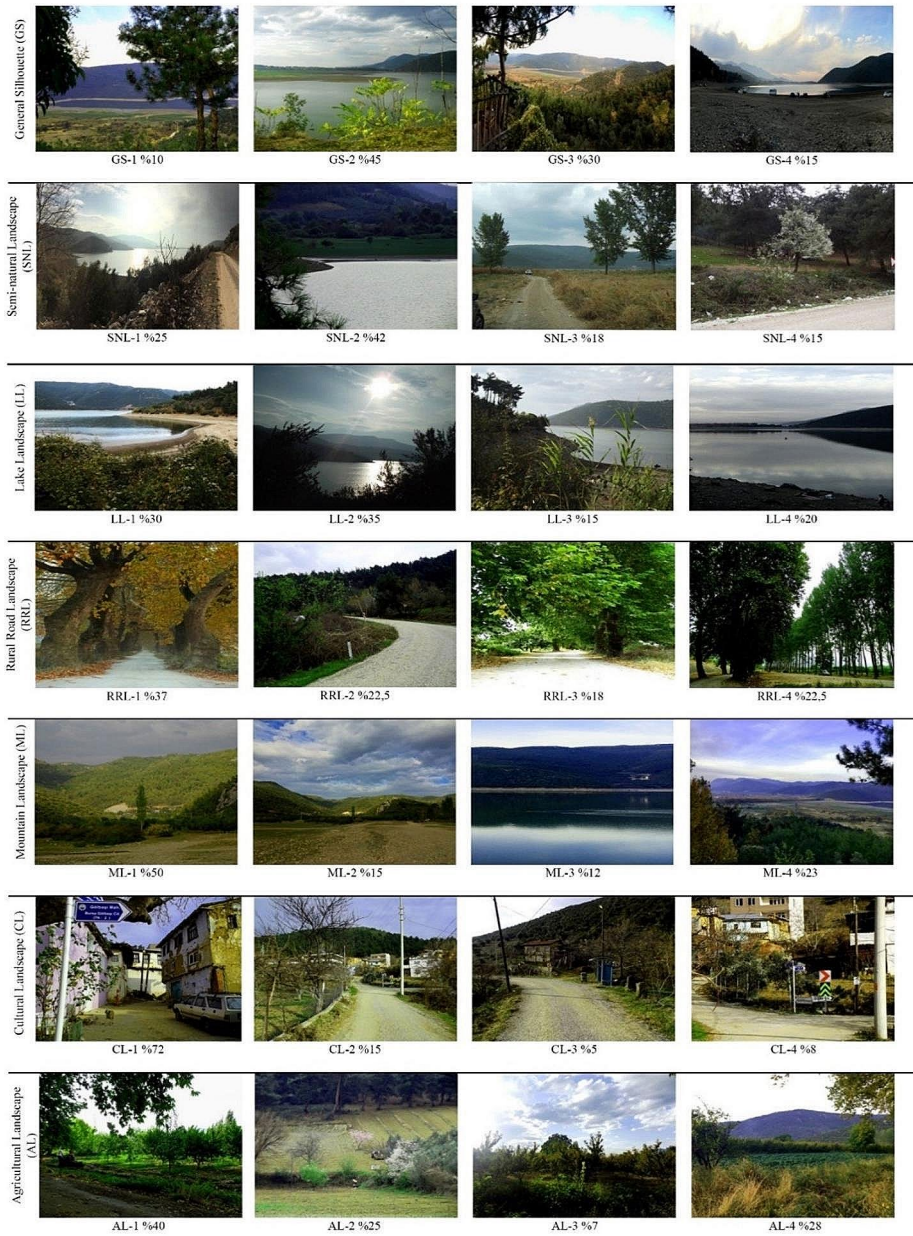 General Silhouette (GS)
GS-1 %10
GS-2 %45
GS-3 %30
GS-4 %15
Semi-natural Landscape
(SNL)
SNL-1 %25
SNL-2 %42
SNL-3 %18
SNL-4 %15
Lake Landscape (LL)
LL-1 %30
LL-2 %35
LL-3 %15
LL-4 %20
Rural Road Landscape
(RRL)
RRL-1 %37
RRL-2 %22,5
RRL-3 %18
RRL-4 %22,5
Mountain Landscape (ML)
ML-1 %50
ML-2 %15
ML-3 %12
ML-4 %23
Cultural Landscape (CL)
Gölbaşı
CL-1 %72
CL-2 %15
CL-3 %5
CL-4 %8
Agricultural Landscape
(AL)
AL-1 %40
AL-2 %25
AL-3 %7
AL-4 %28